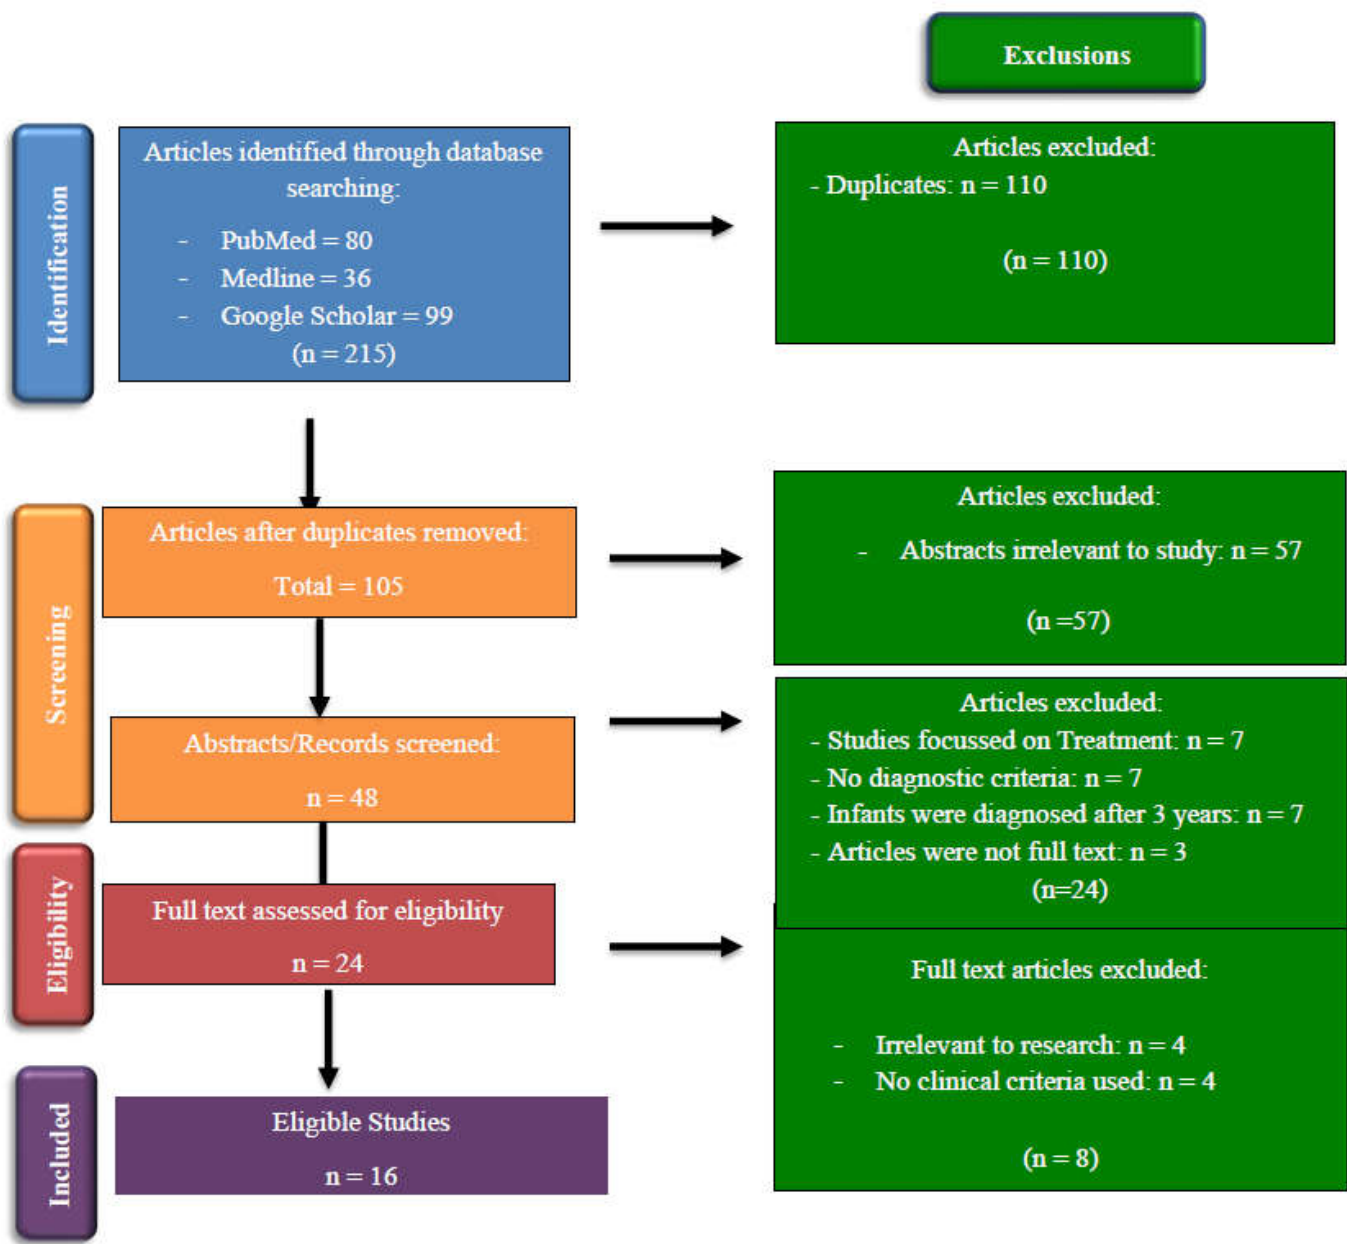 Exclusions
Identification
Articles identified through database
searching:
- PubMed = 80
- Medline = 36
- Google Scholar = 99
(n = 215)
Articles excluded:
- Duplicates: n = 110
(n = 110)
Screening
Articles after duplicates removed:
Total = 105
Articles excluded:
- Abstracts irrelevant to study: n = 57
(n =57)
Abstracts/Records screened:
n = 48
Articles excluded:
- Studies focussed on Treatment: n = 7
- No diagnostic criteria: n = 7
- Infants were diagnosed after 3 years: n = 7
- Articles were not full text: n = 3
(n=24)
Eligibility
Full text assessed for eligibility
n = 24
Full text articles excluded:
- Irrelevant to research: n = 4
- No clinical criteria used: n = 4
(n = 8)
Included
Eligible Studies
n = 16